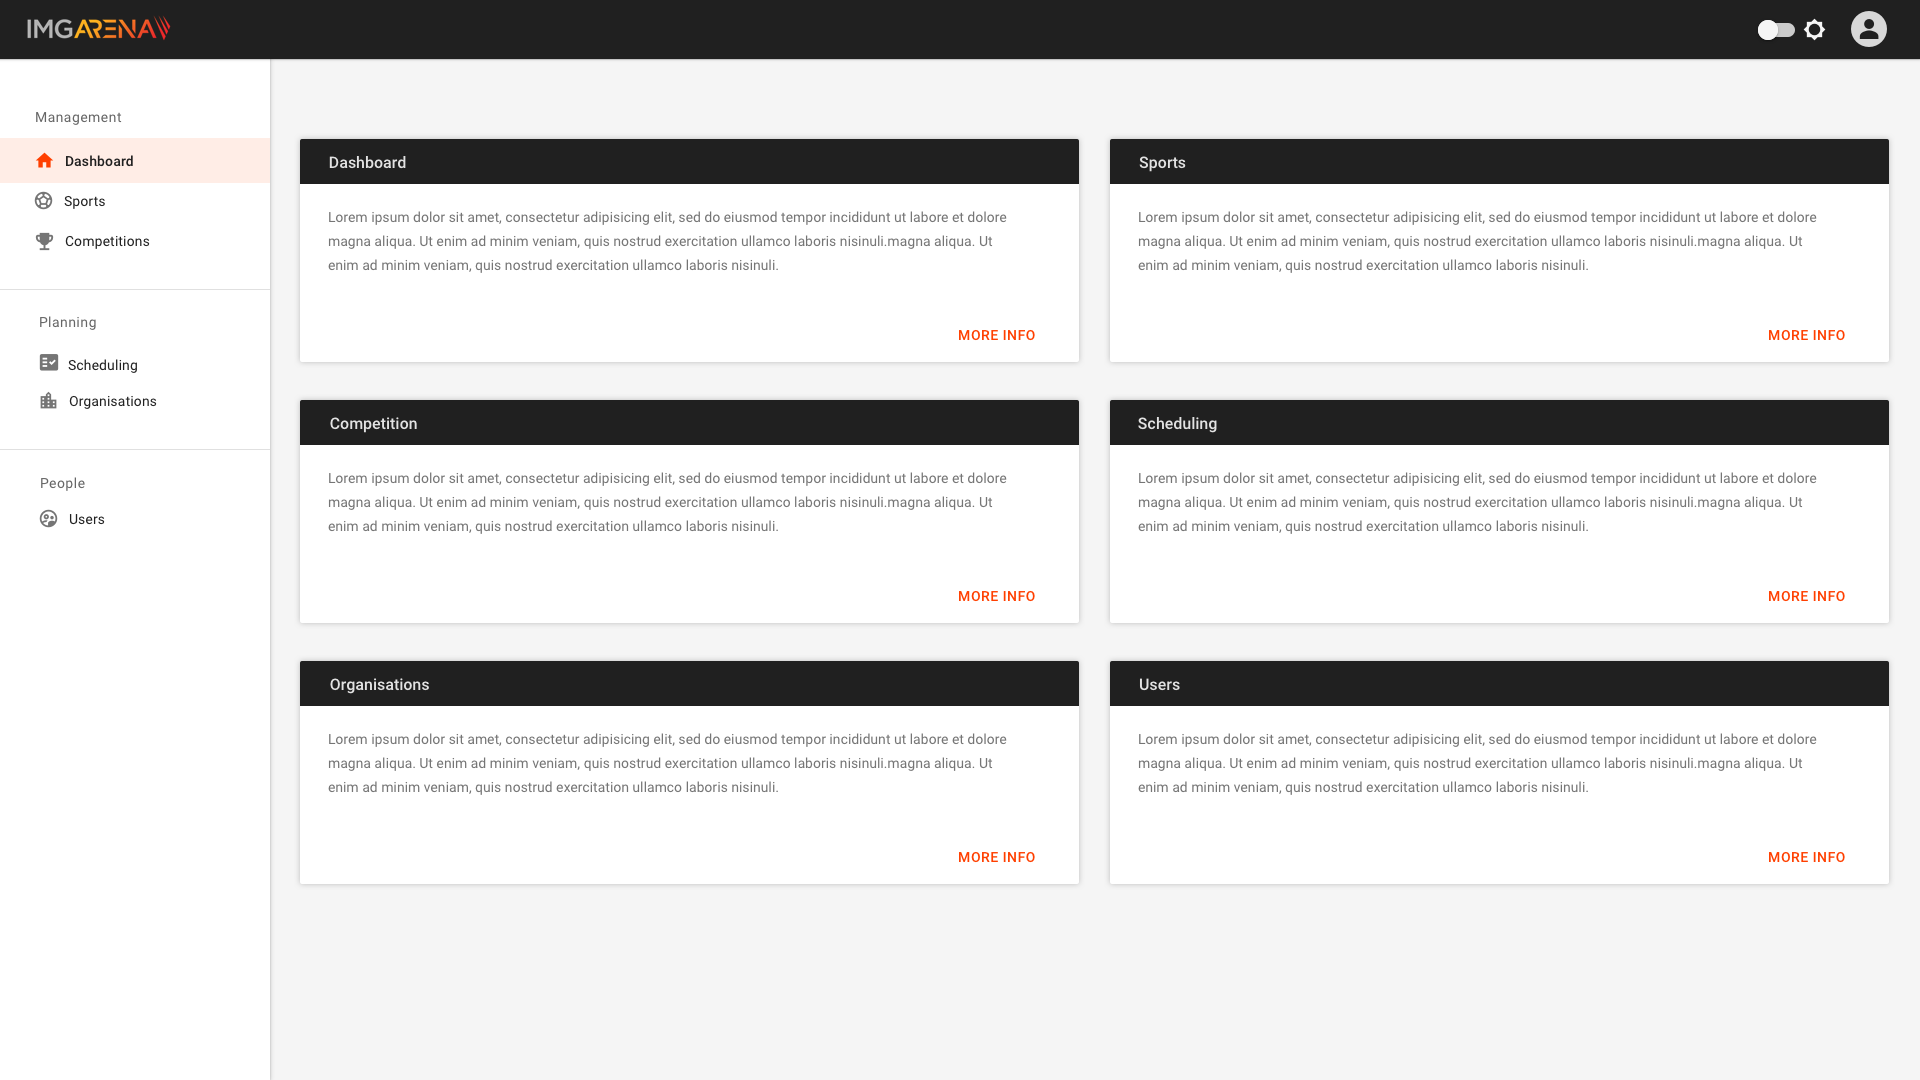 IMGARENA
Management
Dashboard
Sports
Competitions
Planning
Scheduling
Organisations
People
Users
Dashboard
Lorem ipsum dolor sit amet, consectetur adipisicing elit, sed do eiusmod tempor incididunt ut labore et dolore
magna aliqua. Ut enim ad minim veniam, quis nostrud exercitation ullamco laboris nisinuli.magna aliqua. Ut
enim ad minim veniam, quis nostrud exercitation ullamco laboris nisinuli.
MORE INFO
Sports
Lorem ipsum dolor sit amet, consectetur adipisicing elit, sed do eiusmod tempor incididunt ut labore et dolore
magna aliqua. Ut enim ad minim veniam, quis nostrud exercitation ullamco laboris nisinuli.magna aliqua. Ut
enim ad minim veniam, quis nostrud exercitation ullamco laboris nisinuli.
MORE INFO
Competition
Lorem ipsum dolor sit amet, consectetur adipisicing elit, sed do eiusmod tempor incididunt ut labore et dolore
magna aliqua. Ut enim ad minim veniam, quis nostrud exercitation ullamco laboris nisinuli.magna aliqua. Ut
enim ad minim veniam, quis nostrud exercitation ullamco laboris nisinuli.
MORE INFO
Scheduling
Lorem ipsum dolor sit amet, consectetur adipisicing elit, sed do eiusmod tempor incididunt ut labore et dolore
magna aliqua. Ut enim ad minim veniam, quis nostrud exercitation ullamco laboris nisinuli.magna aliqua. Ut
enim ad minim veniam, quis nostrud exercitation ullamco laboris nisinuli.
MORE INFO
Organisations
Lorem ipsum dolor sit amet, consectetur adipisicing elit, sed do eiusmod tempor incididunt ut labore et dolore
magna aliqua. Ut enim ad minim veniam, quis nostrud exercitation ullamco laboris nisinuli.magna aliqua. Ut
enim ad minim veniam, quis nostrud exercitation ullamco laboris nisinuli.
MORE INFO
Users
Lorem ipsum dolor sit amet, consectetur adipisicing elit, sed do eiusmod tempor incididunt ut labore et dolore
magna aliqua. Ut enim ad minim veniam, quis nostrud exercitation ullamco laboris nisinuli.magna aliqua. Ut
enim ad minim veniam, quis nostrud exercitation ullamco laboris nisinuli.
MORE INFO